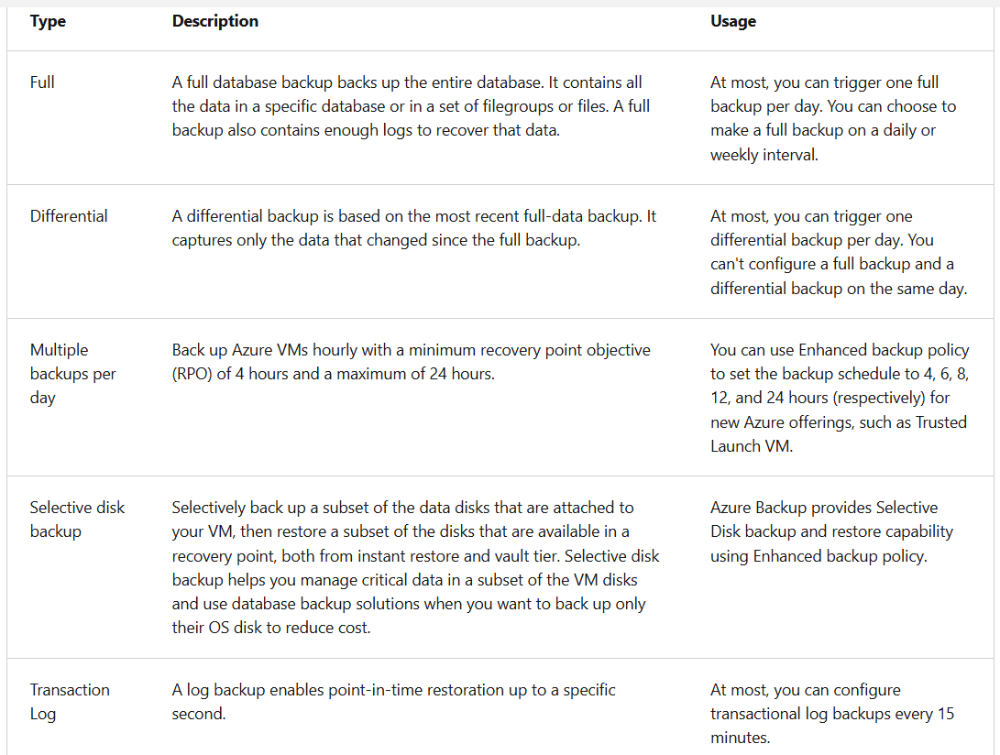 Type
Description
Usage
Full
A full database backup backs up the entire database. It contains all
the data in a specific database or in a set of filegroups or files. A full
backup also contains enough logs to recover that data.
At most, you can trigger one full
backup per day. You can choose to
make a full backup on a daily or
weekly interval.
Differential
A differential backup is based on the most recent full-data backup. It
captures only the data that changed since the full backup.
At most, you can trigger one
differential backup per day. You
can't configure a full backup and a
differential backup on the same day.
Multiple
backups per
day
Back up Azure VMs hourly with a minimum recovery point objective
(RPO) of 4 hours and a maximum of 24 hours.
You can use Enhanced backup policy
to set the backup schedule to 4, 6, 8,
12, and 24 hours (respectively) for
new Azure offerings, such as Trusted
Launch VM.
Selective disk
backup
Selectively back up a subset of the data disks that are attached to
your VM, then restore a subset of the disks that are available in a
recovery point, both from instant restore and vault tier. Selective disk
backup helps you manage critical data in a subset of the VM disks
and use database backup solutions when you want to back up only
their OS disk to reduce cost.
Azure Backup provides Selective
Disk backup and restore capability
using Enhanced backup policy.
Transaction
Log
A log backup enables point-in-time restoration up to a specific
second.
At most, you can configure
transactional log backups every 15
minutes.